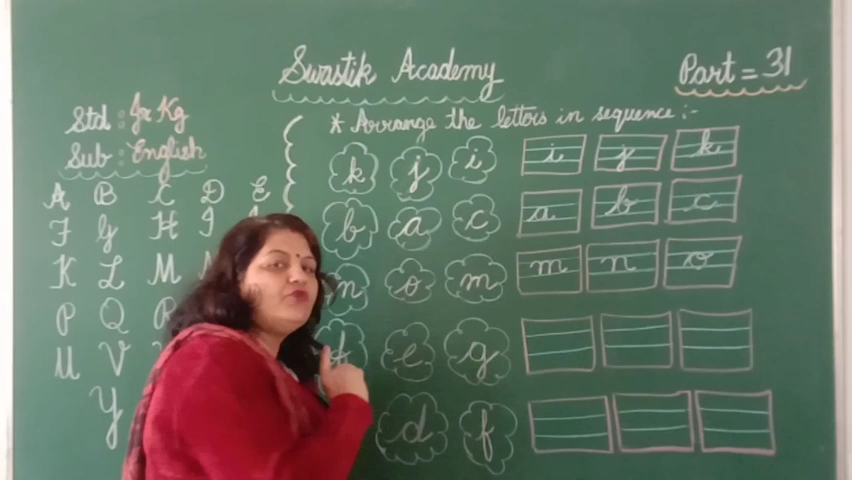 Swastik Academy
Part = 31
Std : Jr Kg
Sub : English
* Arrange the letters in sequence :-
A B C D E
F G H I
K L M
P Q
U V
Y
k j i i j k
b a c a b c
n o m m n o
e g
d f